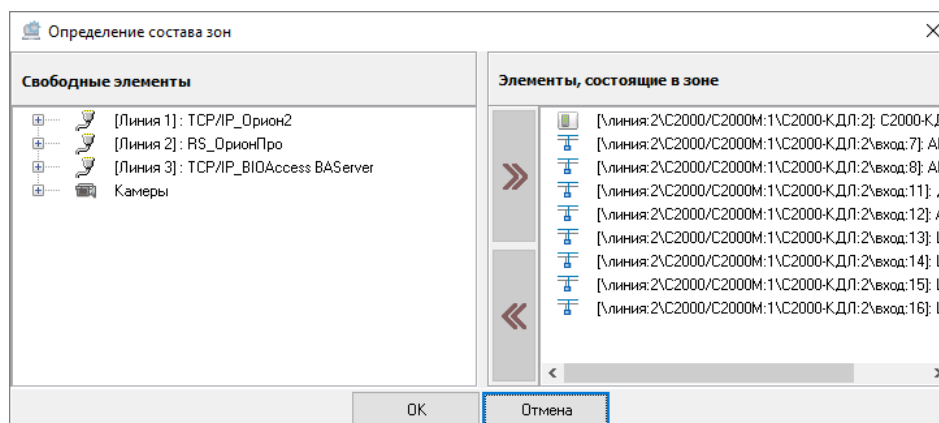 Определение состава зон
Свободные элементы
[Линия 1] : TCP/IP_Орион2
[Линия 2] : RS_ОрионПро
[Линия 3] : TCP/IP_BIOAccess BAServer
Камеры
Элементы, состоящие в зоне
[\линия:2\С2000/С2000М:1\С2000-КДЛ:2]: С2000-КД
[\линия:2\С2000/С2000М:1\С2000-КДЛ:2\вход:7]:
[\линия:2\С2000/С2000М:1\С2000-КДЛ:2\вход:8]:
[\линия:2\С2000/С2000М:1\С2000-КДЛ:2\вход:11]:
[\линия:2\С2000/С2000М:1\С2000-КДЛ:2\вход:12]:
[\линия:2\С2000/С2000М:1\С2000-КДЛ:2\вход:13]:
[\линия:2\С2000/С2000М:1\С2000-КДЛ:2\вход:14]:
[\линия:2\С2000/С2000М:1\С2000-КДЛ:2\вход:15]:
[\линия:2\С2000/С2000М:1\С2000-КДЛ:2\вход:16]:
OK
Отмена